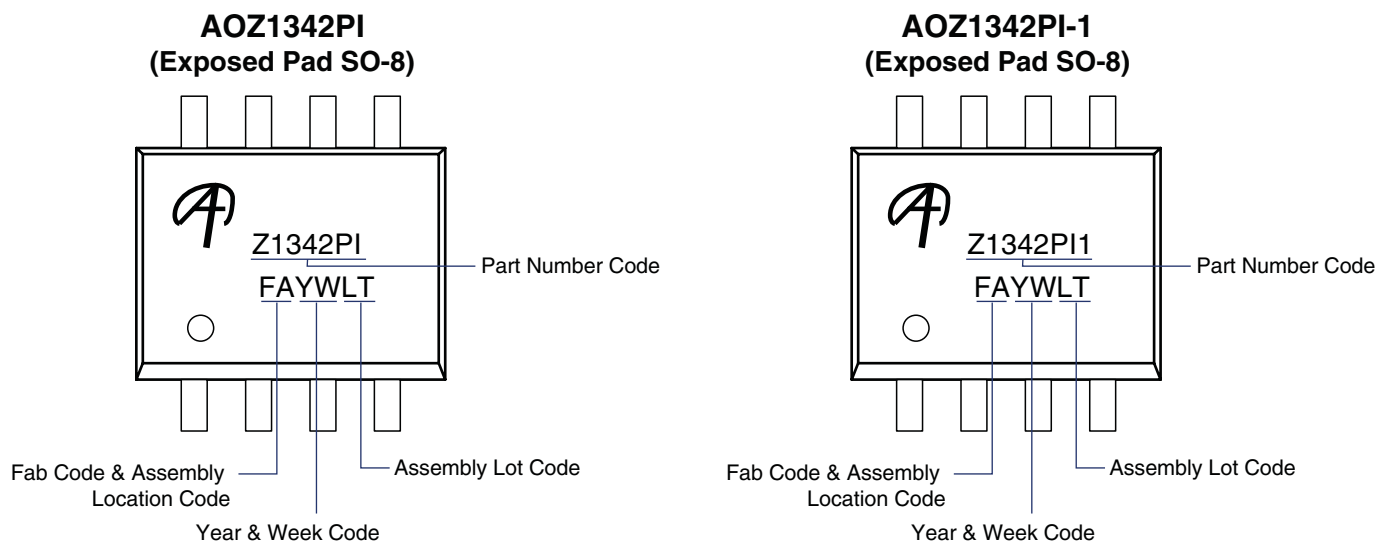 AOZ1342PI
(Exposed Pad SO-8)
Z1342PI
Part Number Code
FAYWLT
Fab Code & Assembly
Location Code
Assembly Lot Code
Year & Week Code
AOZ1342PI-1
(Exposed Pad SO-8)
Z1342PI1
Part Number Code
FAYWLT
Fab Code & Assembly
Location Code
Assembly Lot Code
Year & Week Code